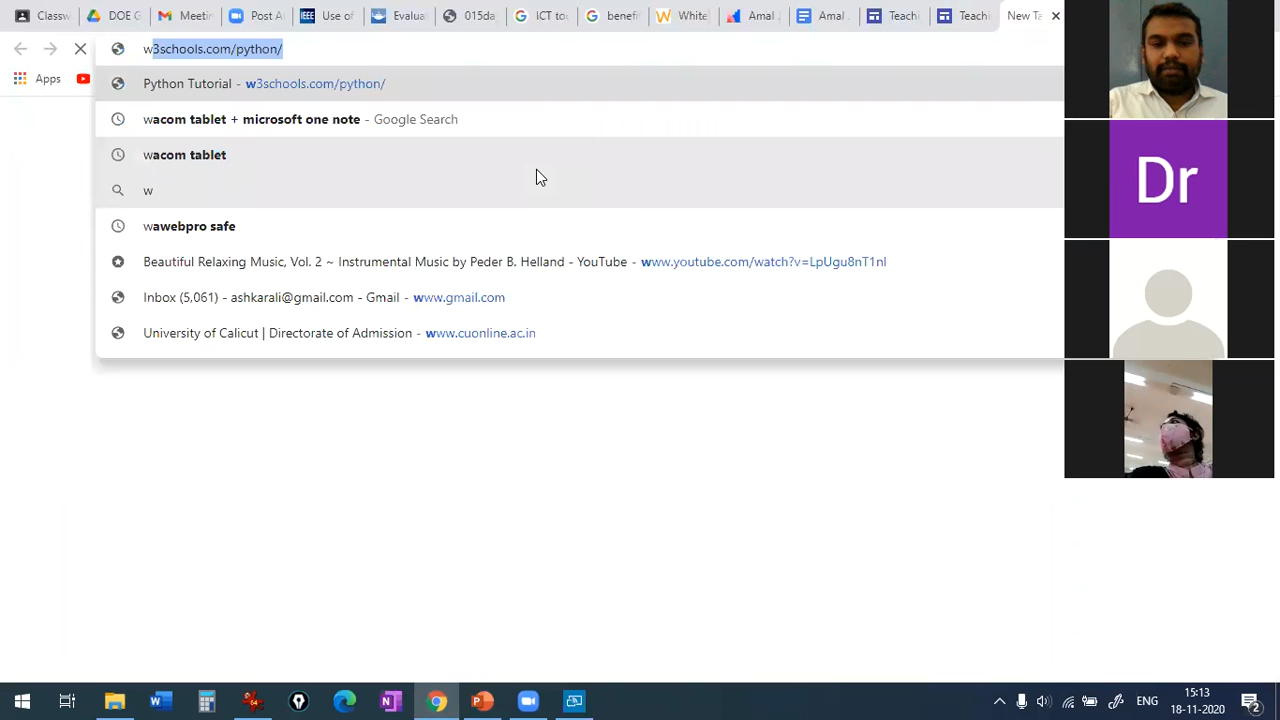 Classw
DOE G
Meetin
Post Al
Use of
Evalua
015da
ICT too
benefi
White
Amal J
Amal J
Teachi
Teachi
New Ta
w3schools.com/python/
Apps
Python Tutorial - w3schools.com/python/
wacom tablet + microsoft one note - Google Search
wacom tablet
w
wawebpro safe
Beautiful Relaxing Music, Vol. 2 ~ Instrumental Music by Peder B. Helland - YouTube - www.youtube.com/watch?v=LpUgu8nT1nI
Inbox (5,061) - ashkarali@gmail.com - Gmail - www.gmail.com
University of Calicut | Directorate of Admission - www.cuonline.ac.in
Dr
ENG
15:13
18-11-2020
2